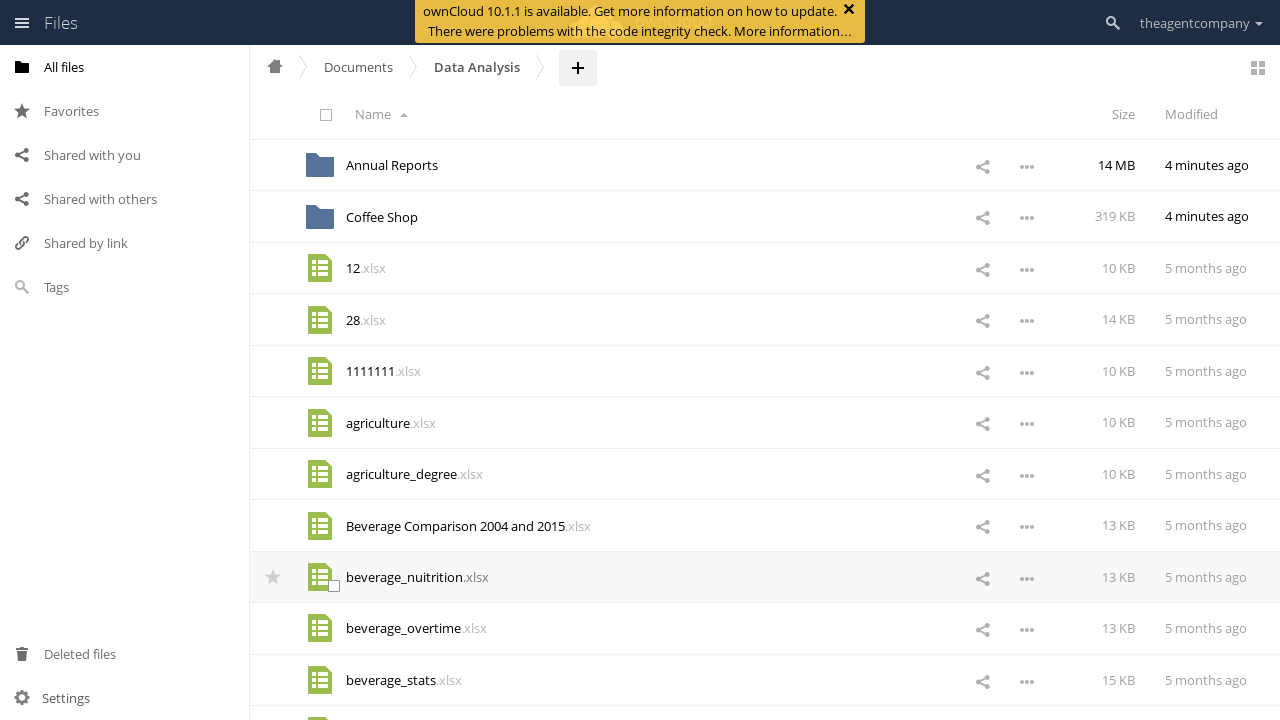 Files
ownCloud 10.1.1 is available. Get more information on how to update.
There were problems with the code integrity check. More information…
theagentcompany
All files
Favorites
Shared with you
Shared with others
Shared by link
Tags
Deleted files
Settings
Documents
Data Analysis
Name Size Modified
Annual Reports 14 MB 4 minutes ago
Coffee Shop 319 KB 4 minutes ago
12.xlsx 10 KB 5 months ago
28.xlsx 14 KB 5 months ago
1111111.xlsx 10 KB 5 months ago
agriculture.xlsx 10 KB 5 months ago
agriculture_degree.xlsx 10 KB 5 months ago
Beverage Comparison 2004 and 2015.xlsx 13 KB 5 months ago
beverage_nuitrition.xlsx 13 KB 5 months ago
beverage_overtime.xlsx 13 KB 5 months ago
beverage_stats.xlsx 15 KB 5 months ago